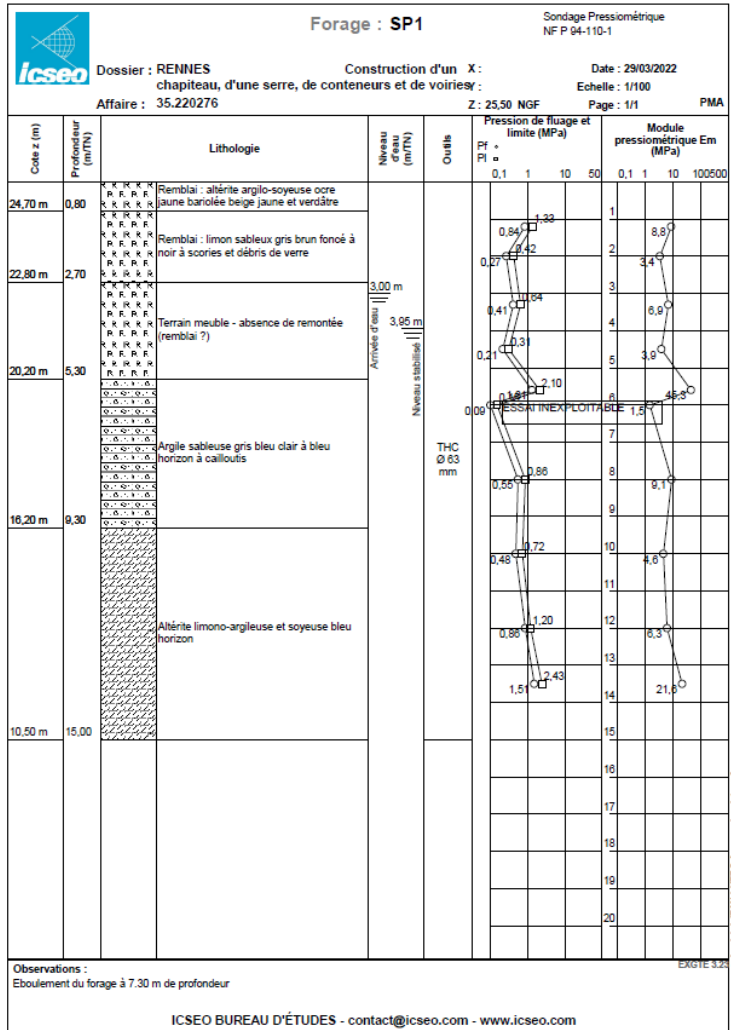 Forage : SP1
Sondage Pressiométrique
NF P 94-110-1
icseo
Dossier : RENNES Construction d'un
chapiteau, d'une serre, de conteneurs et de voiries
Affaire : 35.220276
X :
Y :
Z : 25,50 NGF
Date : 29/03/2022
Echelle : 1/100
Page : 1/1
PMA
Cote z (m)
Profondeur (m/TN)
Lithologie
Niveau d'eau (m/TN)
Outils
Pression de fluage et
limite (MPa)
Pf
Pl
0,1 1 10 50
Module
pressiométrique Em
(MPa)
0,1 1 10 100500
24,70 m 0,80
Remblai : altérite argilo-soyeuse ocre
jaune bariolée beige jaune et verdâtre
22,80 m 2,70
Remblai : limon sableux gris brun foncé à
noir à scories et débris de verre
20,20 m 5,30
Terrain meuble - absence de remontée
(remblai ?)
16,20 m 9,30
Argile sableuse gris bleu clair à bleu
horizon à cailloutis
10,50 m 15,00
Altérite limono-argileuse et soyeuse bleu
horizon
3,00 m
Arrivée d'eau
3,95 m
Niveau stabilisé
THC
Ø 63
mm
1
0,84 1,33 8,8
2
0,27 0,42 3,4
3
0,41 0,64 6,9
4
0,21 0,31 3,9
5
2,10 45,3
6
0,09 ESSAI INEXPLOITABLE 1,5
7
8
0,55 0,86 9,1
9
10
0,48 0,72 4,6
11
12
0,86 1,20 6,3
13
1,51 2,43 21,6
14
15
16
17
18
19
20
Observations :
Eboulement du forage à 7.30 m de profondeur
EXGTE 3.23
ICSEO BUREAU D'ÉTUDES - contact@icseo.com - www.icseo.com